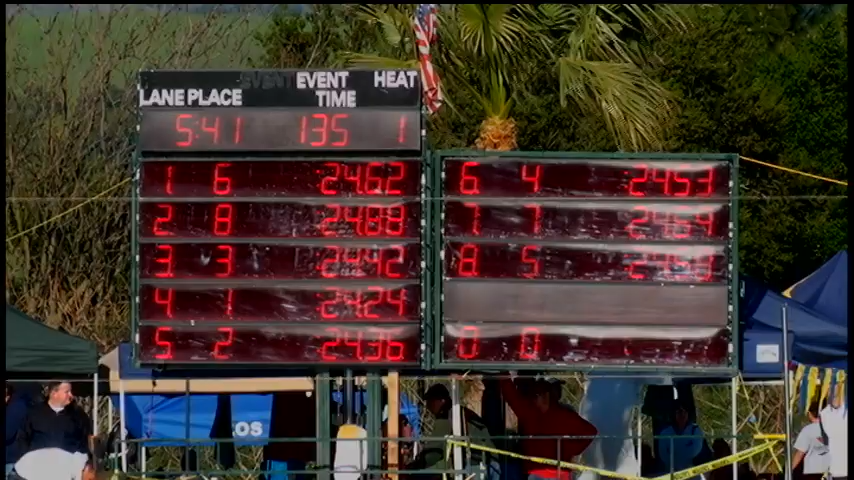 EVENT EVENT HEAT
LANE PLACE TIME
5:41 135 1
1 6 24.62
2 8 24.88
3 3 24.42
4 1 24.24
5 2 24.36
6 4 24.53
7 7 24.64
8 5
0 0
OS